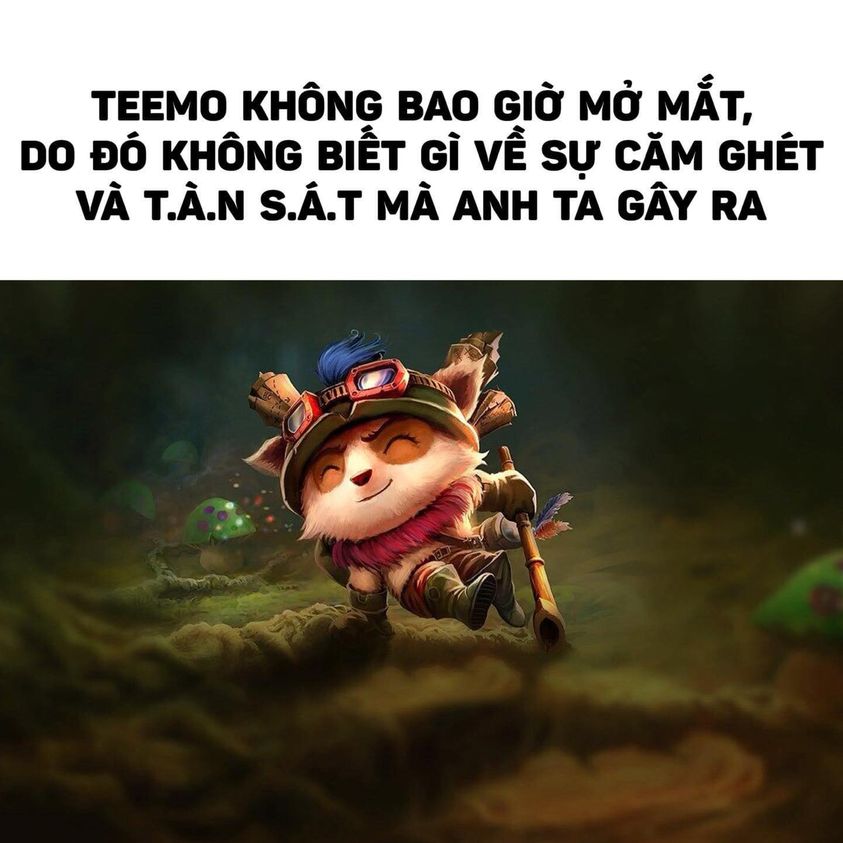 TEEMO KHÔNG BAO GIỜ MỞ MẮT,
DO ĐÓ KHÔNG BIẾT GÌ VỀ SỰ CĂM GHÉT
VÀ T.À.N S.Á.T MÀ ANH TA GÂY RA